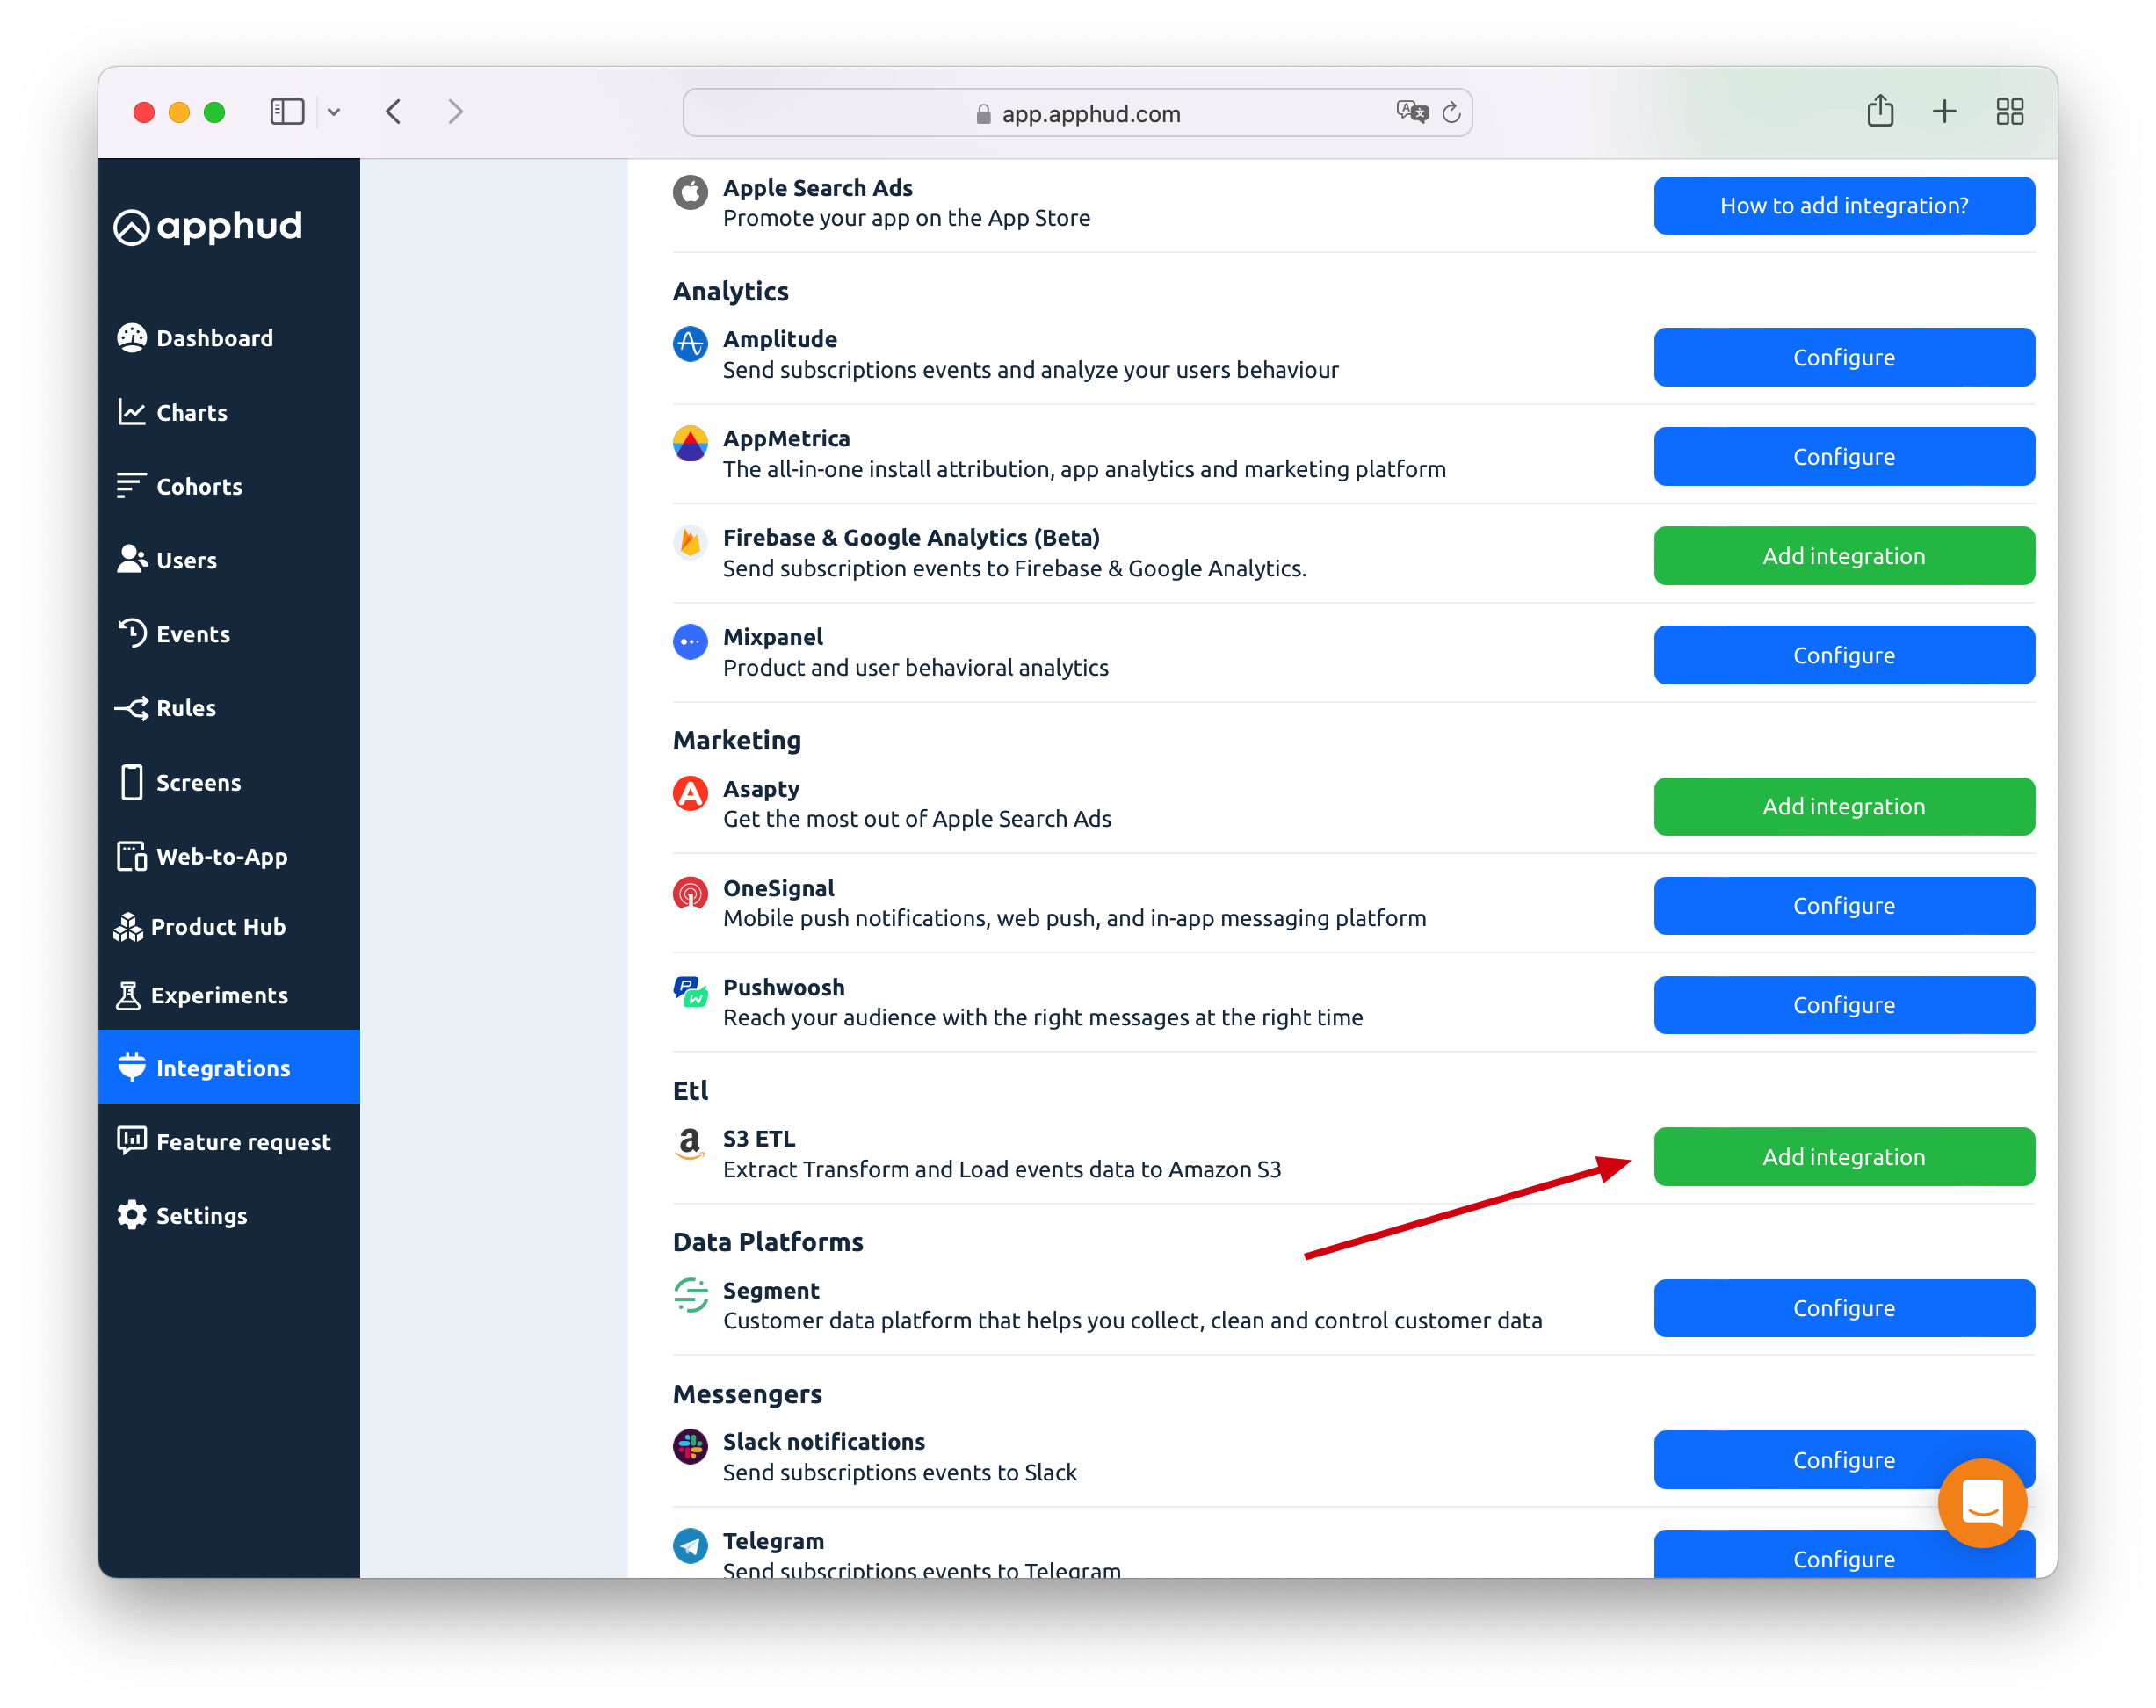 app.apphud.com
apphud
Dashboard
Charts
Cohorts
Users
Events
Rules
Screens
Web-to-App
Product Hub
Experiments
Integrations
Feature request
Settings
Apple Search Ads
Promote your app on the App Store
How to add integration?
Analytics
Amplitude
Send subscriptions events and analyze your users behaviour
Configure
AppMetrica
The all-in-one install attribution, app analytics and marketing platform
Configure
Firebase & Google Analytics (Beta)
Send subscription events to Firebase & Google Analytics.
Add integration
Mixpanel
Product and user behavioral analytics
Configure
Marketing
Asapty
Get the most out of Apple Search Ads
Add integration
OneSignal
Mobile push notifications, web push, and in-app messaging platform
Configure
Pushwoosh
Reach your audience with the right messages at the right time
Configure
Etl
S3 ETL
Extract Transform and Load events data to Amazon S3
Add integration
Data Platforms
Segment
Customer data platform that helps you collect, clean and control customer data
Configure
Messengers
Slack notifications
Send subscriptions events to Slack
Configure
Telegram
Send subscriptions events to Telegram
Configure